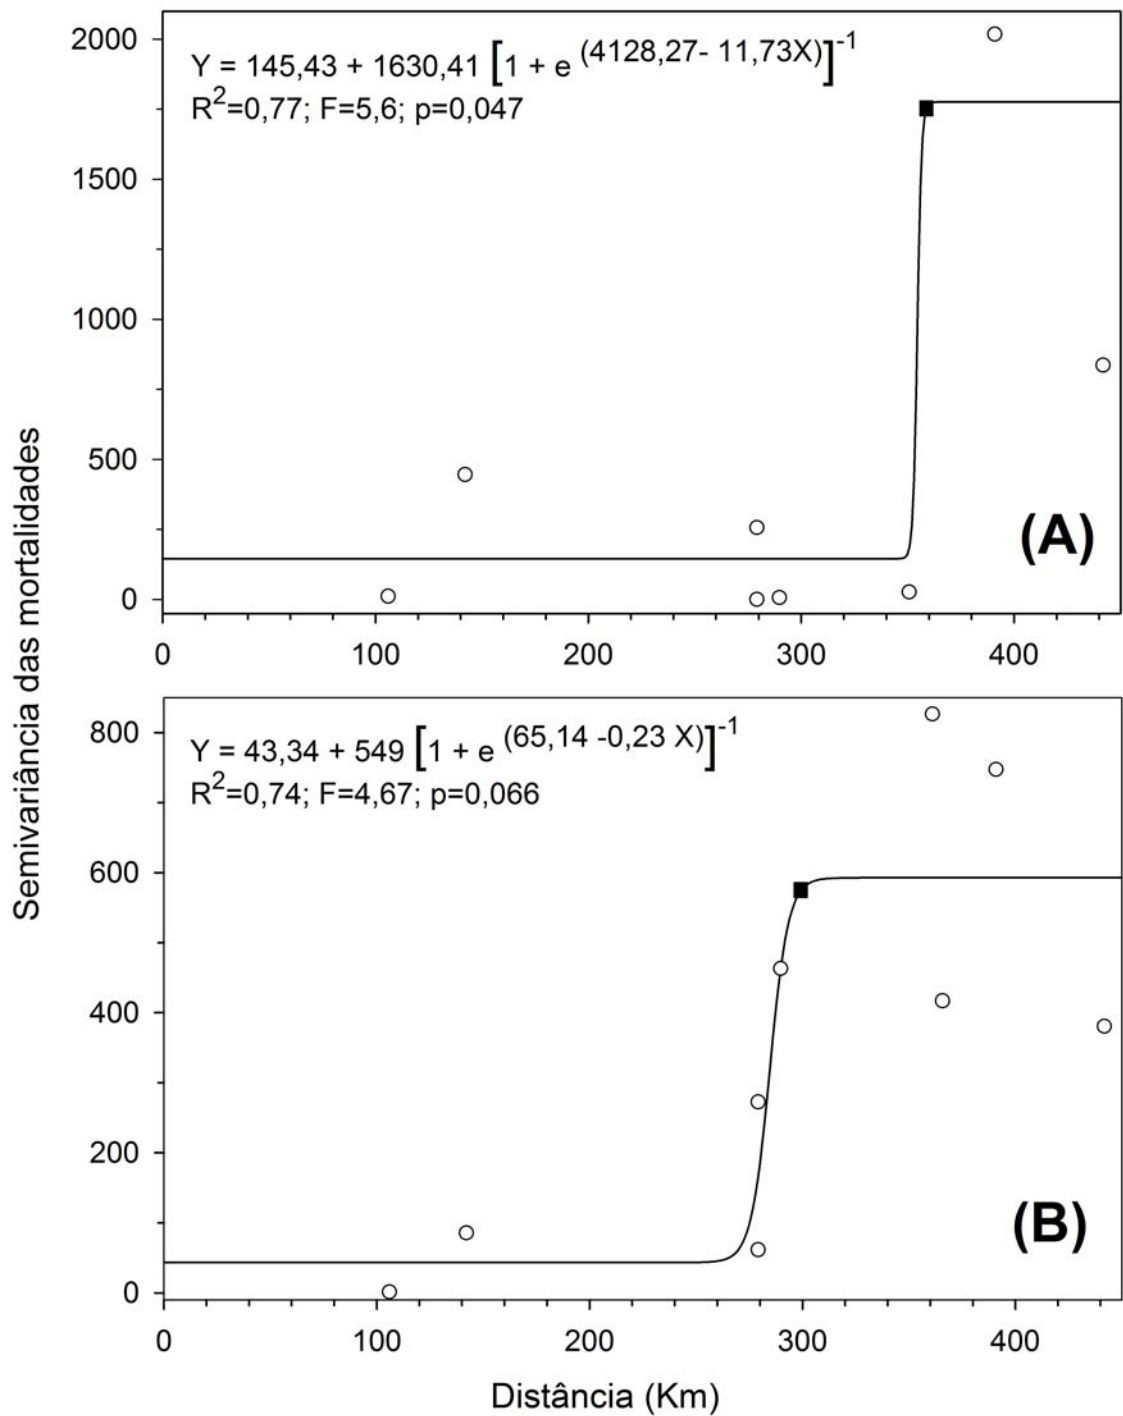 Semivariância das mortalidades
2000
1500
1000
500
0
Y = 145,43 + 1630,41 [1 + e (4128,27- 11,73X)]-1
R2=0,77; F=5,6; p=0,047
(A)
0 100 200 300 400
800
600
400
200
0
Y = 43,34 + 549 [1 + e (65,14 -0,23 X)]-1
R2=0,74; F=4,67; p=0,066
(B)
0 100 200 300 400
Distância (Km)